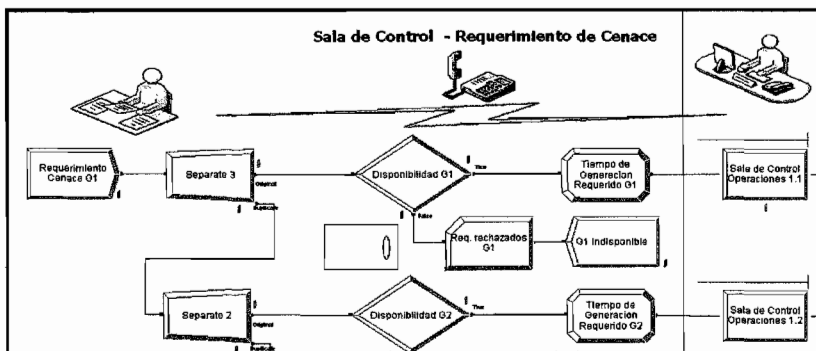 Sala de Control - Requerimiento de Cenace
Requerimiento
Cenace G1
Separate 3
Original
Duplicate
Disponibilidad G1
True
False
Tiempo de
Generacion
Requerido G1
Sala de Control
Operaciones 1.1
Req. rechazados
G1
G1 Indisponible
0
Separate 2
Original
Duplicate
Disponibilidad G2
True
Tiempo de
Generacion
Requerido G2
Sala de Control
Operaciones 1.2